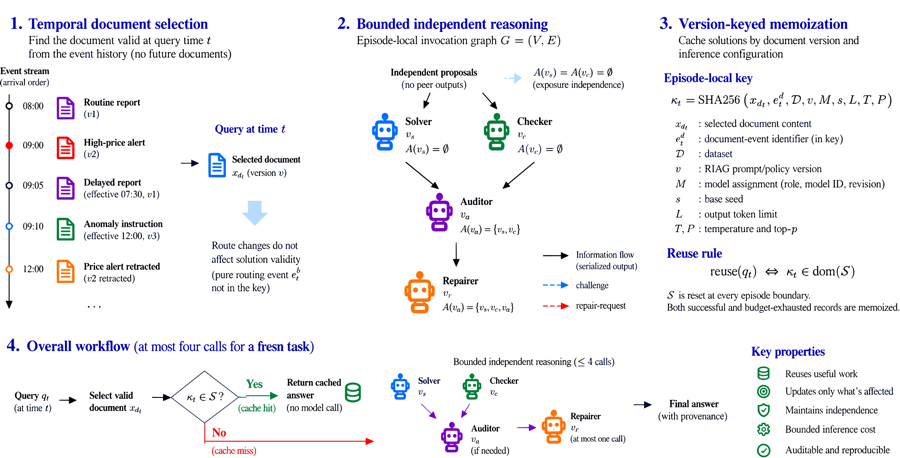 1. Temporal document selection
Find the document valid at query time t
from the event history (no future documents)
Event stream
(arrival order)
08:00
Routine report
(v1)
09:00
High-price alert
(v2)
09:05
Delayed report
(effective 07:30, v1)
09:10
Anomaly instruction
(effective 12:00, v3)
12:00
Price alert retracted
(v2 retracted)
. . .
Query at time t
Selected document
x_{d_t} (version v)
Route changes do not
affect solution validity
(pure routing event e_t^b
not in the key)
2. Bounded independent reasoning
Episode-local invocation graph G = (V, E)
Independent proposals
(no peer outputs)
A(v_s) = A(v_c) = ∅
(exposure independence)
Solver
v_s
A(v_s) = ∅
Checker
v_c
A(v_c) = ∅
Auditor
v_a
A(v_a) = {v_s, v_c}
Repairer
v_r
A(v_a) = {v_s, v_c, v_a}
Information flow
(serialized output)
challenge
repair-request
3. Version-keyed memoization
Cache solutions by document version and
inference configuration
Episode-local key
κ_t = SHA256 (x_{d_t}, e_t^d, D, v, M, s, L, T, P)
x_{d_t} : selected document content
e_t^d : document-event identifier (in key)
D : dataset
v : RIAG prompt/policy version
M : model assignment (role, model ID, revision)
s : base seed
L : output token limit
T, P : temperature and top-p
Reuse rule
reuse(q_t) ⇔ κ_t ∈ dom(S)
S is reset at every episode boundary.
Both successful and budget-exhausted records are memoized.
4. Overall workflow (at most four calls for a fresn task)
Query q_t
(at time t)
Select valid
document x_{d_t}
κ_t ∈ S ?
Yes
(cache hit)
No
(cache miss)
Return cached
answer
(no model call)
Bounded independent reasoning (≤ 4 calls)
Solver
v_s
Checker
v_c
Auditor
v_a
(if needed)
Repairer
v_r
(at most one call)
Final answer
(with provenance)
Key properties
Reuses useful work
Updates only what's affected
Maintains independence
Bounded inference cost
Auditable and reproducible